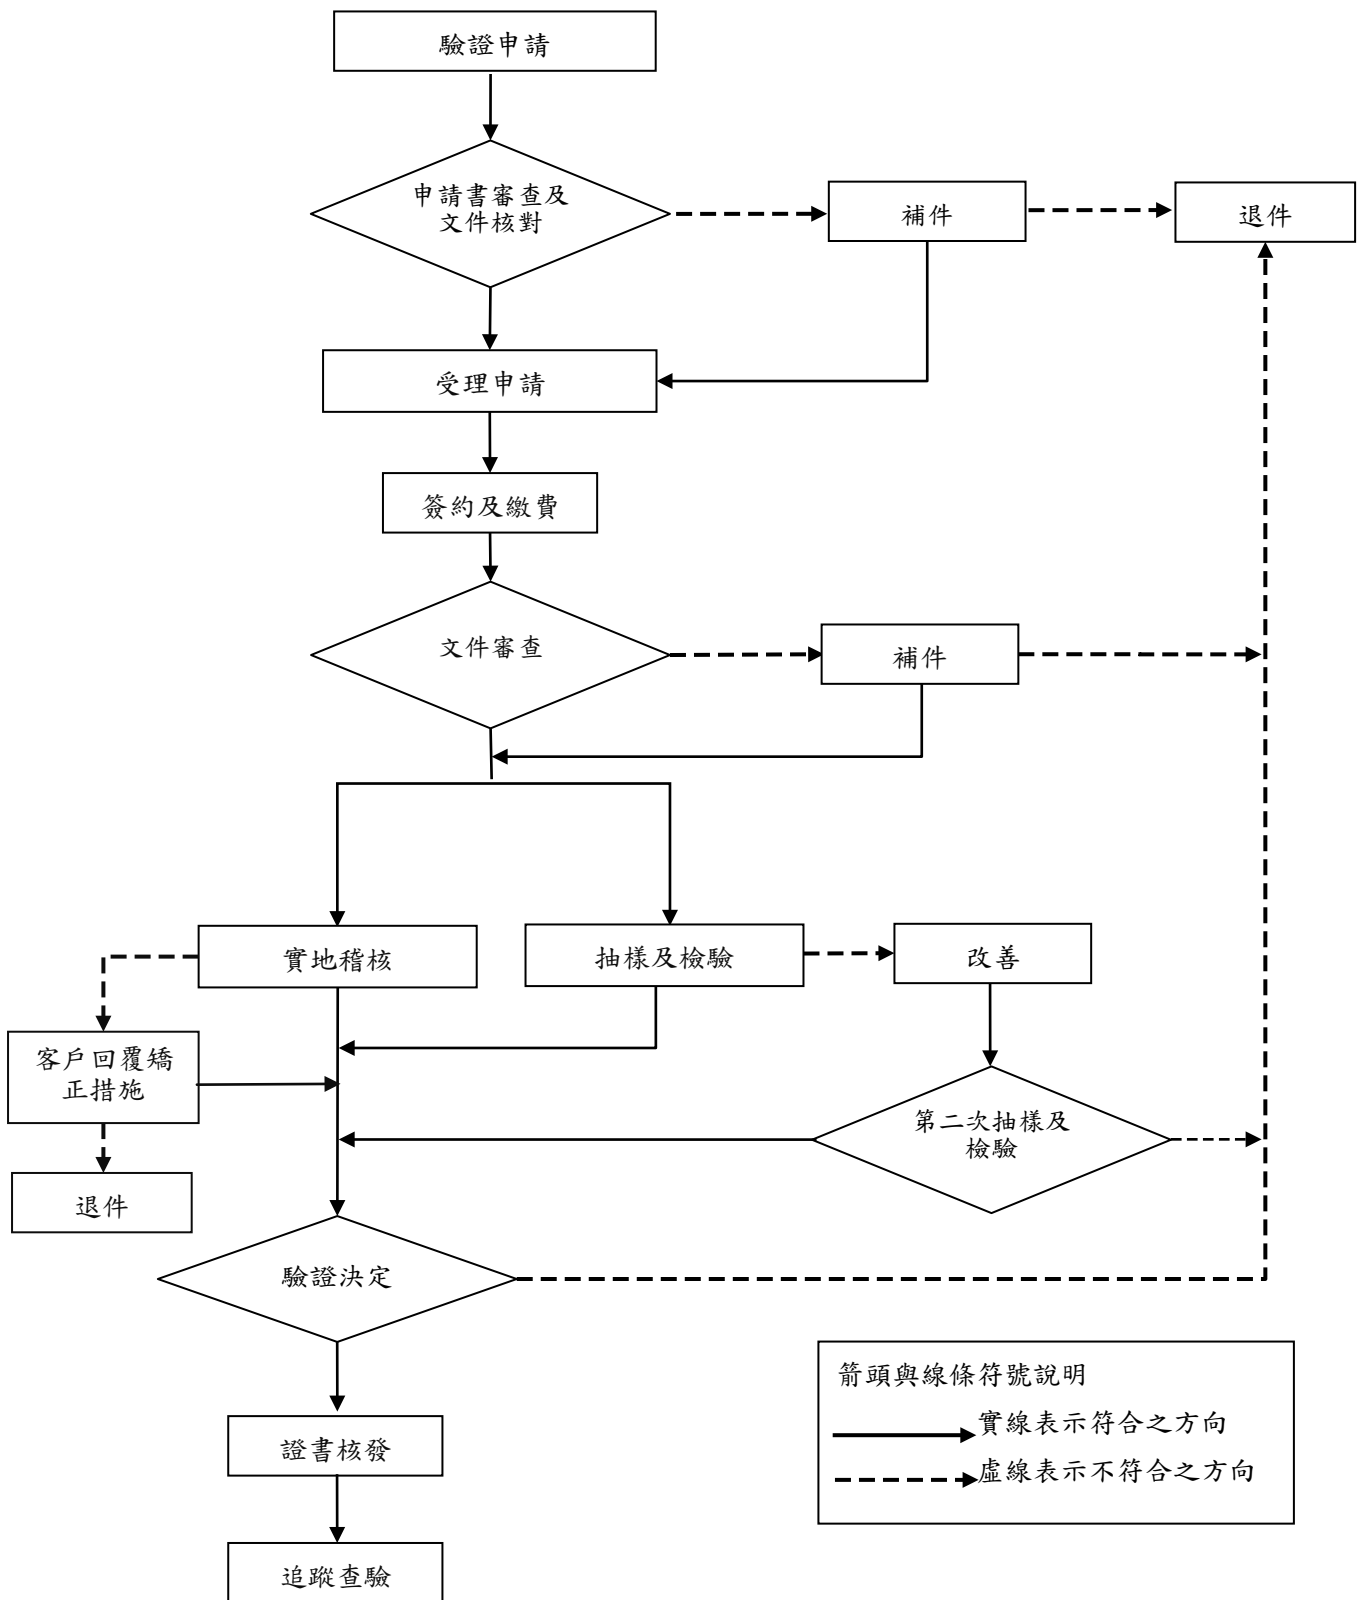 驗證申請
申請書審查及
文件核對
補件
退件
受理申請
簽約及繳費
文件審查
補件
實地稽核
抽樣及檢驗
改善
客戶回覆矯
正措施
第二次抽樣及
檢驗
退件
驗證決定
箭頭與線條符號說明
實線表示符合之方向
虛線表示不符合之方向
證書核發
追蹤查驗